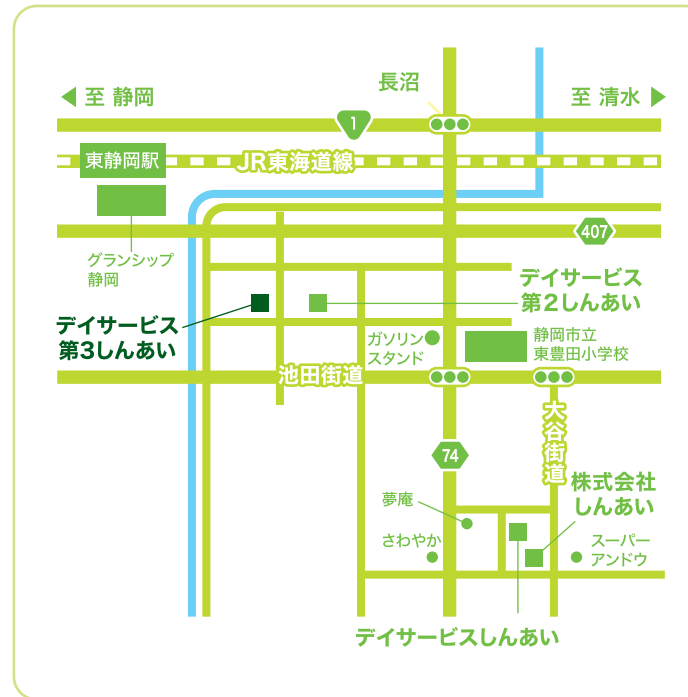 長沼
至 静岡
至 清水
1
東静岡駅
JR東海道線
407
グランシップ
静岡
デイサービス
第2しんあい
デイサービス
第3しんあい
ガソリン
スタンド
静岡市立
東豊田小学校
池田街道
大谷街道
74
株式会社
しんあい
夢庵
さわやか
スーパー
アンドウ
デイサービスしんあい